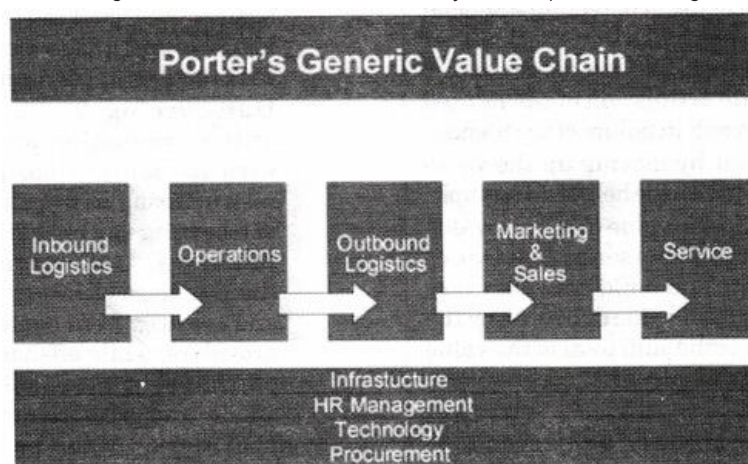 Porter's Generic Value Chain
Inbound
Logistics
Operations
Outbound
Logistics
Marketing
&
Sales
Service
Infrastucture
HR Management
Technology
Procurement